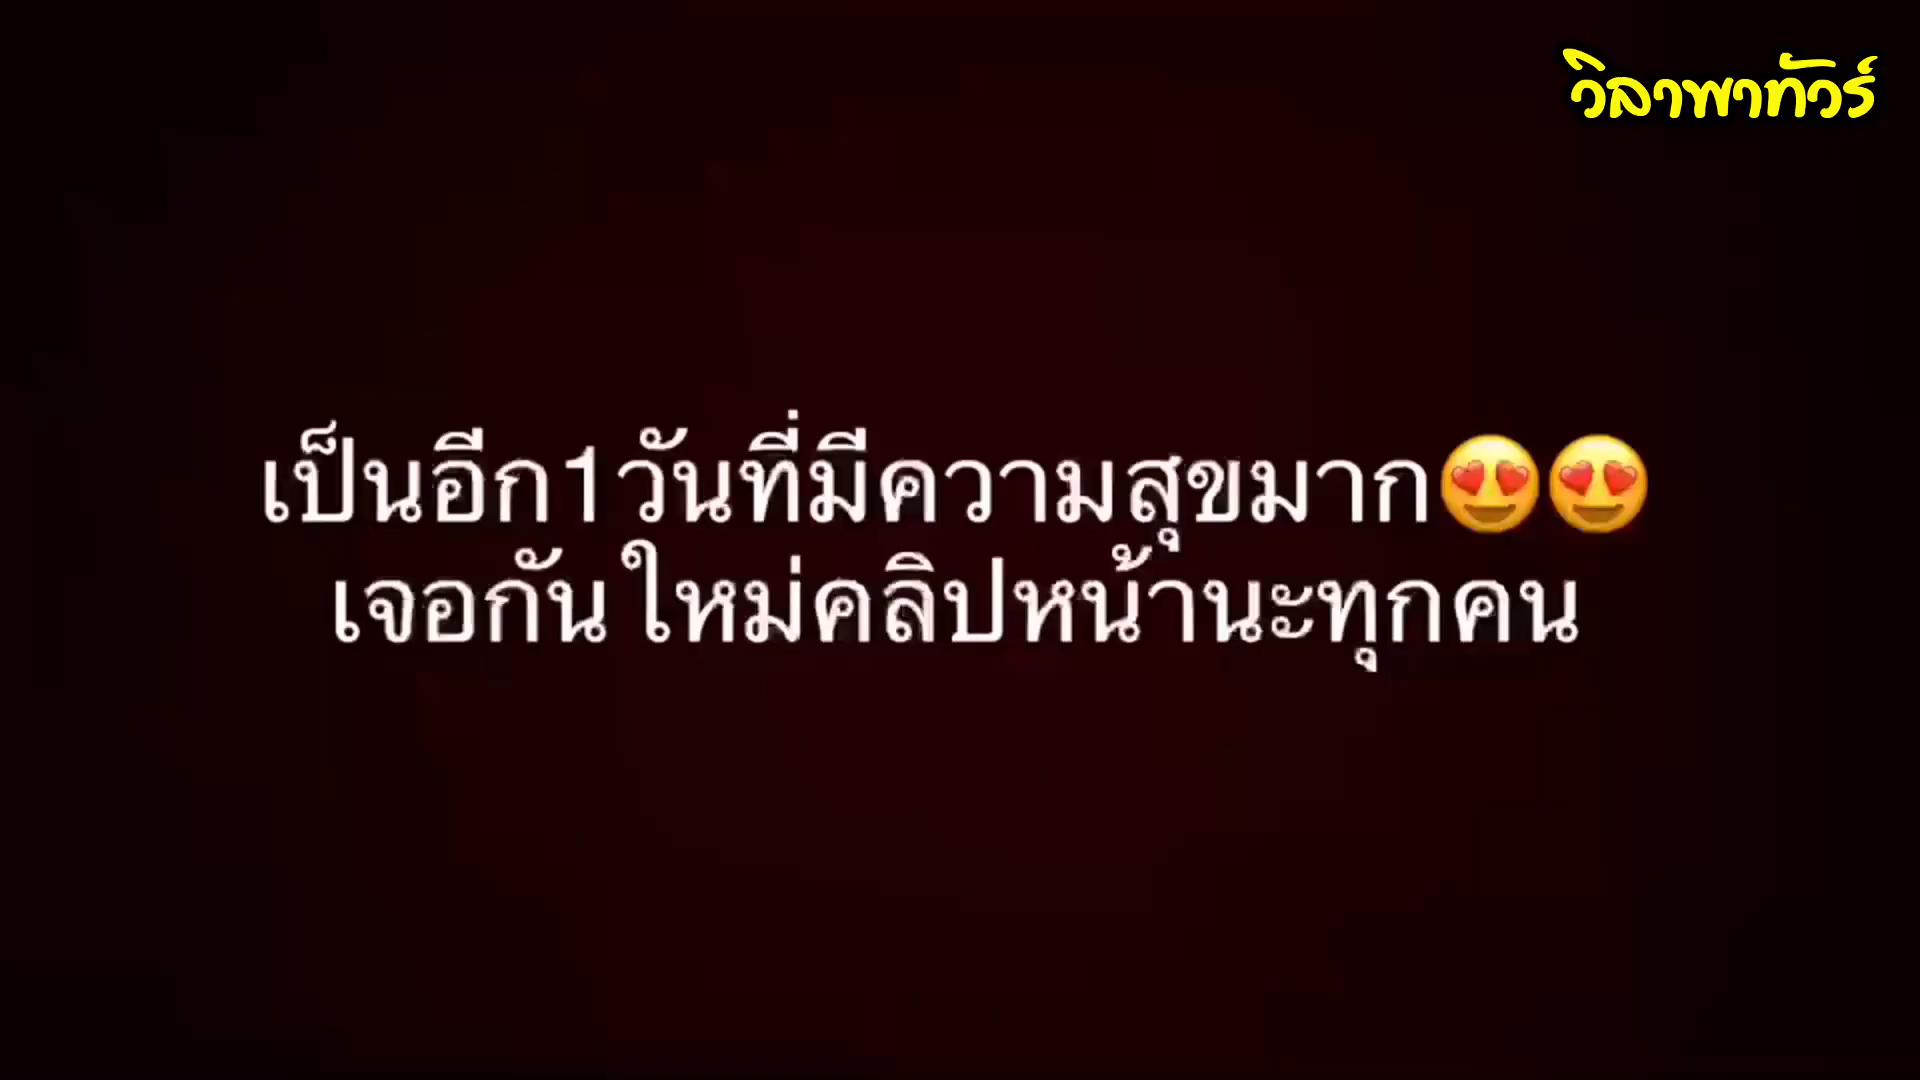 วิลาพาทัวร์
เป็นอีก1วันที่มีความสุขมาก😍😍
เจอกันใหม่คลิปหน้านะทุกคน